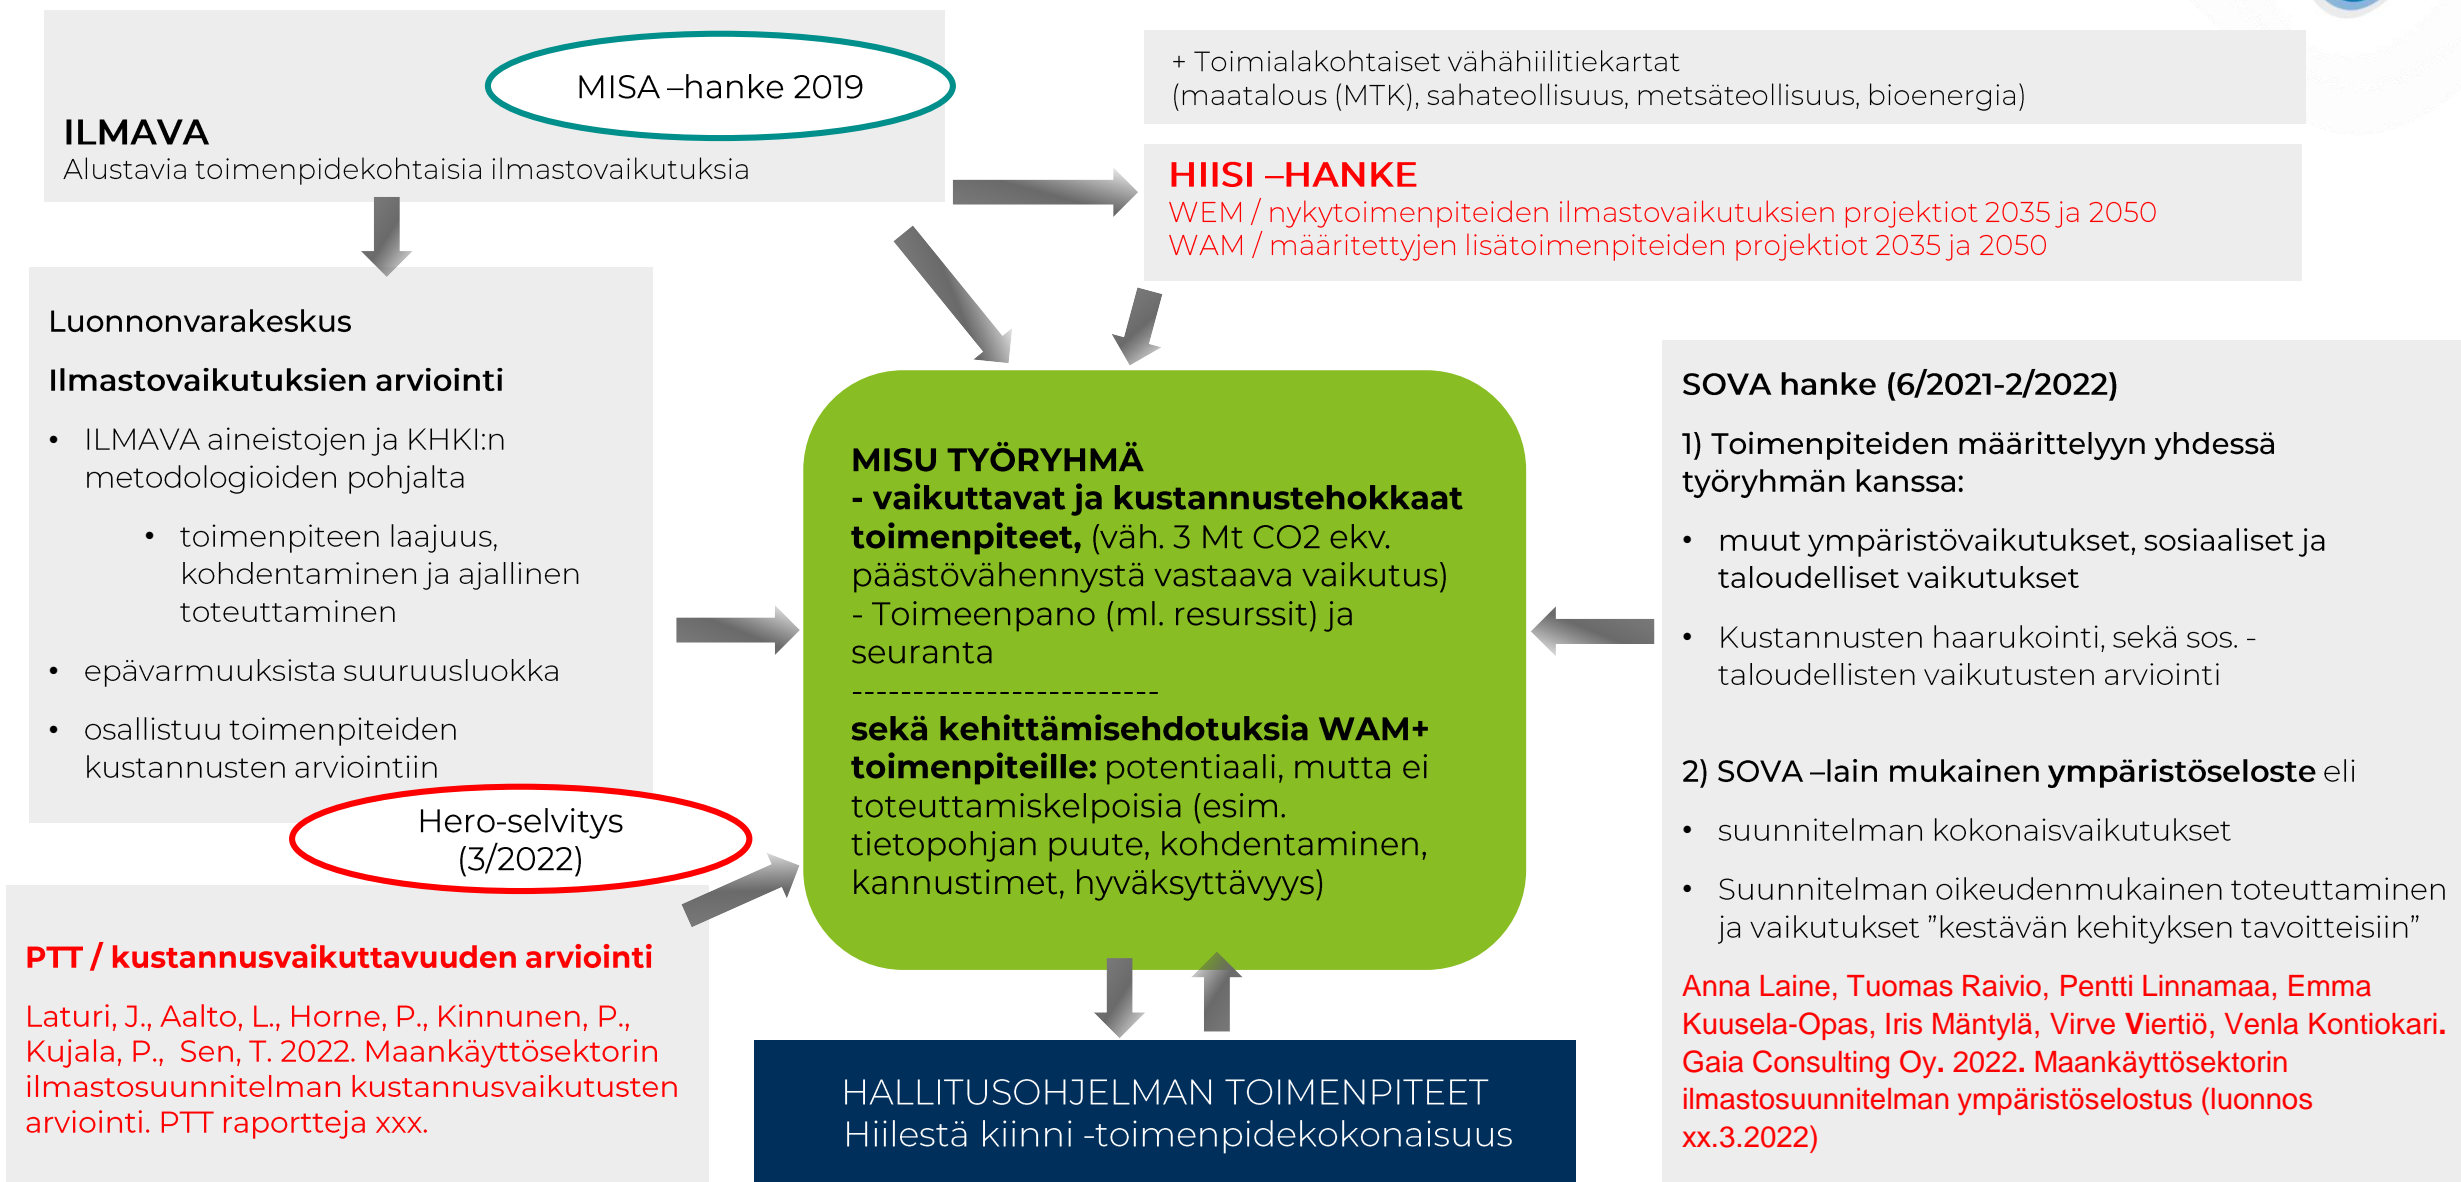 MISA –hanke 2019
ILMAVA
Alustavia toimenpidekohtaisia ilmastovaikutuksia
+ Toimialakohtaiset vähähiilitiekartat
(maatalous (MTK), sahateollisuus, metsäteollisuus, bioenergia)
HIISI –HANKE
WEM / nykytoimenpiteiden ilmastovaikutuksien projektiot 2035 ja 2050
WAM / määritettyjen lisätoimenpiteiden projektiot 2035 ja 2050
Luonnonvarakeskus
Ilmastovaikutuksien arviointi
• ILMAVA aineistojen ja KHKI:n
metodologioiden pohjalta
• toimenpiteen laajuus,
kohdentaminen ja ajallinen
toteuttaminen
• epävarmuuksista suuruusluokka
• osallistuu toimenpiteiden
kustannusten arviointiin
Hero-selvitys
(3/2022)
PTT / kustannusvaikuttavuuden arviointi
Laturi, J., Aalto, L., Horne, P., Kinnunen, P.,
Kujala, P., Sen, T. 2022. Maankäyttösektorin
ilmastosuunnitelman kustannusvaikutusten
arviointi. PTT raportteja xxx.
MISU TYÖRYHMÄ
- vaikuttavat ja kustannustehokkaat
toimenpiteet, (väh. 3 Mt CO2 ekv.
päästövähennystä vastaava vaikutus)
- Toimeenpano (ml. resurssit) ja
seuranta
-------------------------
sekä kehittämisehdotuksia WAM+
toimenpiteille: potentiaali, mutta ei
toteuttamiskelpoisia (esim.
tietopohjan puute, kohdentaminen,
kannustimet, hyväksyttävyys)
HALLITUSOHJELMAN TOIMENPITEET
Hiilestä kiinni -toimenpidekokonaisuus
SOVA hanke (6/2021-2/2022)
1) Toimenpiteiden määrittelyyn yhdessä
työryhmän kanssa:
• muut ympäristövaikutukset, sosiaaliset ja
taloudelliset vaikutukset
• Kustannusten haarukointi, sekä sos. -
taloudellisten vaikutusten arviointi
2) SOVA –lain mukainen ympäristöseloste eli
• suunnitelman kokonaisvaikutukset
• Suunnitelman oikeudenmukainen toteuttaminen
ja vaikutukset ”kestävän kehityksen tavoitteisiin”
Anna Laine, Tuomas Raivio, Pentti Linnamaa, Emma
Kuusela-Opas, Iris Mäntylä, Virve Viertiö, Venla Kontiokari.
Gaia Consulting Oy. 2022. Maankäyttösektorin
ilmastosuunnitelman ympäristöselostus (luonnos
xx.3.2022)